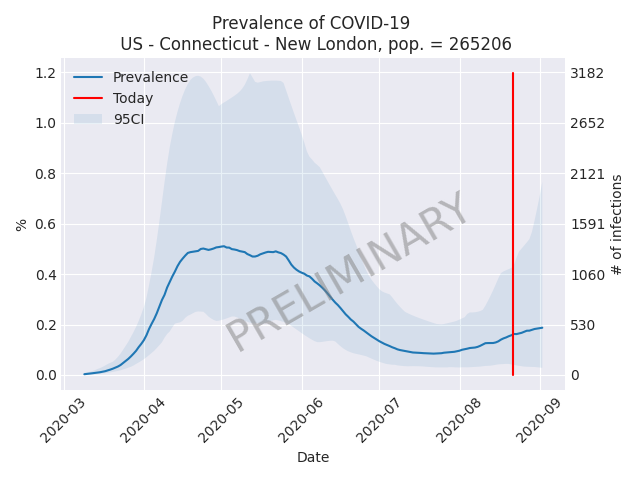 Prevalence of COVID-19
US - Connecticut - New London, pop. = 265206
Prevalence
Today
95CI
1.2
1.0
0.8
0.6
0.4
0.2
0.0
%
3182
2652
2121
1591
1060
530
0
# of infections
PRELIMINARY
2020-03
2020-04
2020-05
2020-06
2020-07
2020-08
2020-09
Date